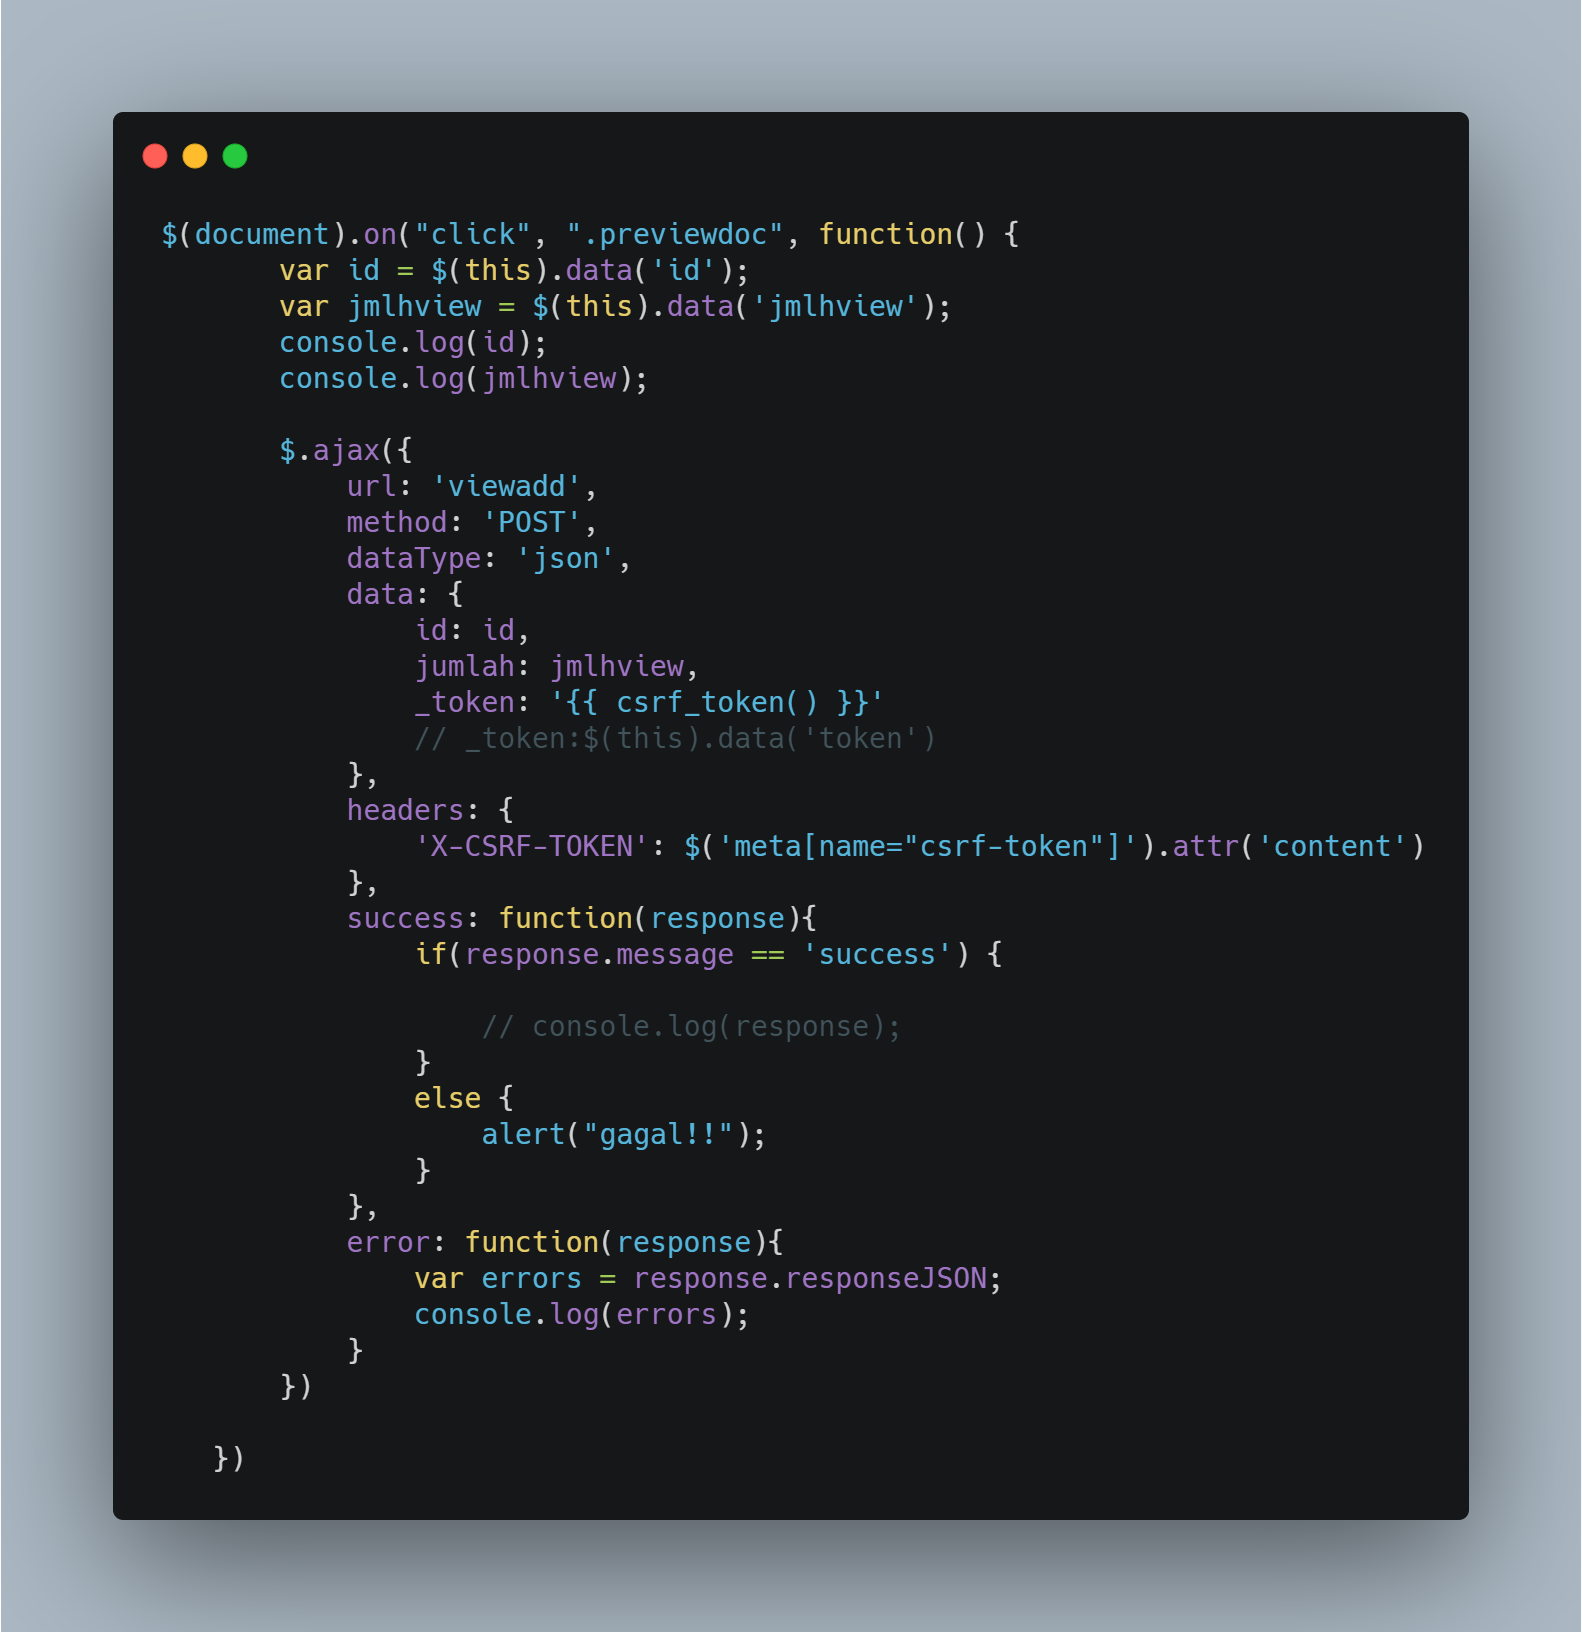 $(document).on("click", ".previewdoc", function() {
       var id = $(this).data('id');
       var jmlhview = $(this).data('jmlhview');
       console.log(id);
       console.log(jmlhview);

       $.ajax({
           url: 'viewadd',
           method: 'POST',
           dataType: 'json',
           data: {
               id: id,
               jumlah: jmlhview,
               _token: '{{ csrf_token() }}'
               // _token:$(this).data('token')
           },
           headers: {
               'X-CSRF-TOKEN': $('meta[name="csrf-token"]').attr('content')
           },
           success: function(response){
               if(response.message == 'success') {

                   // console.log(response);
               }
               else {
                   alert("gagal!!");
               }
           },
           error: function(response){
               var errors = response.responseJSON;
               console.log(errors);
           }
       })

   })